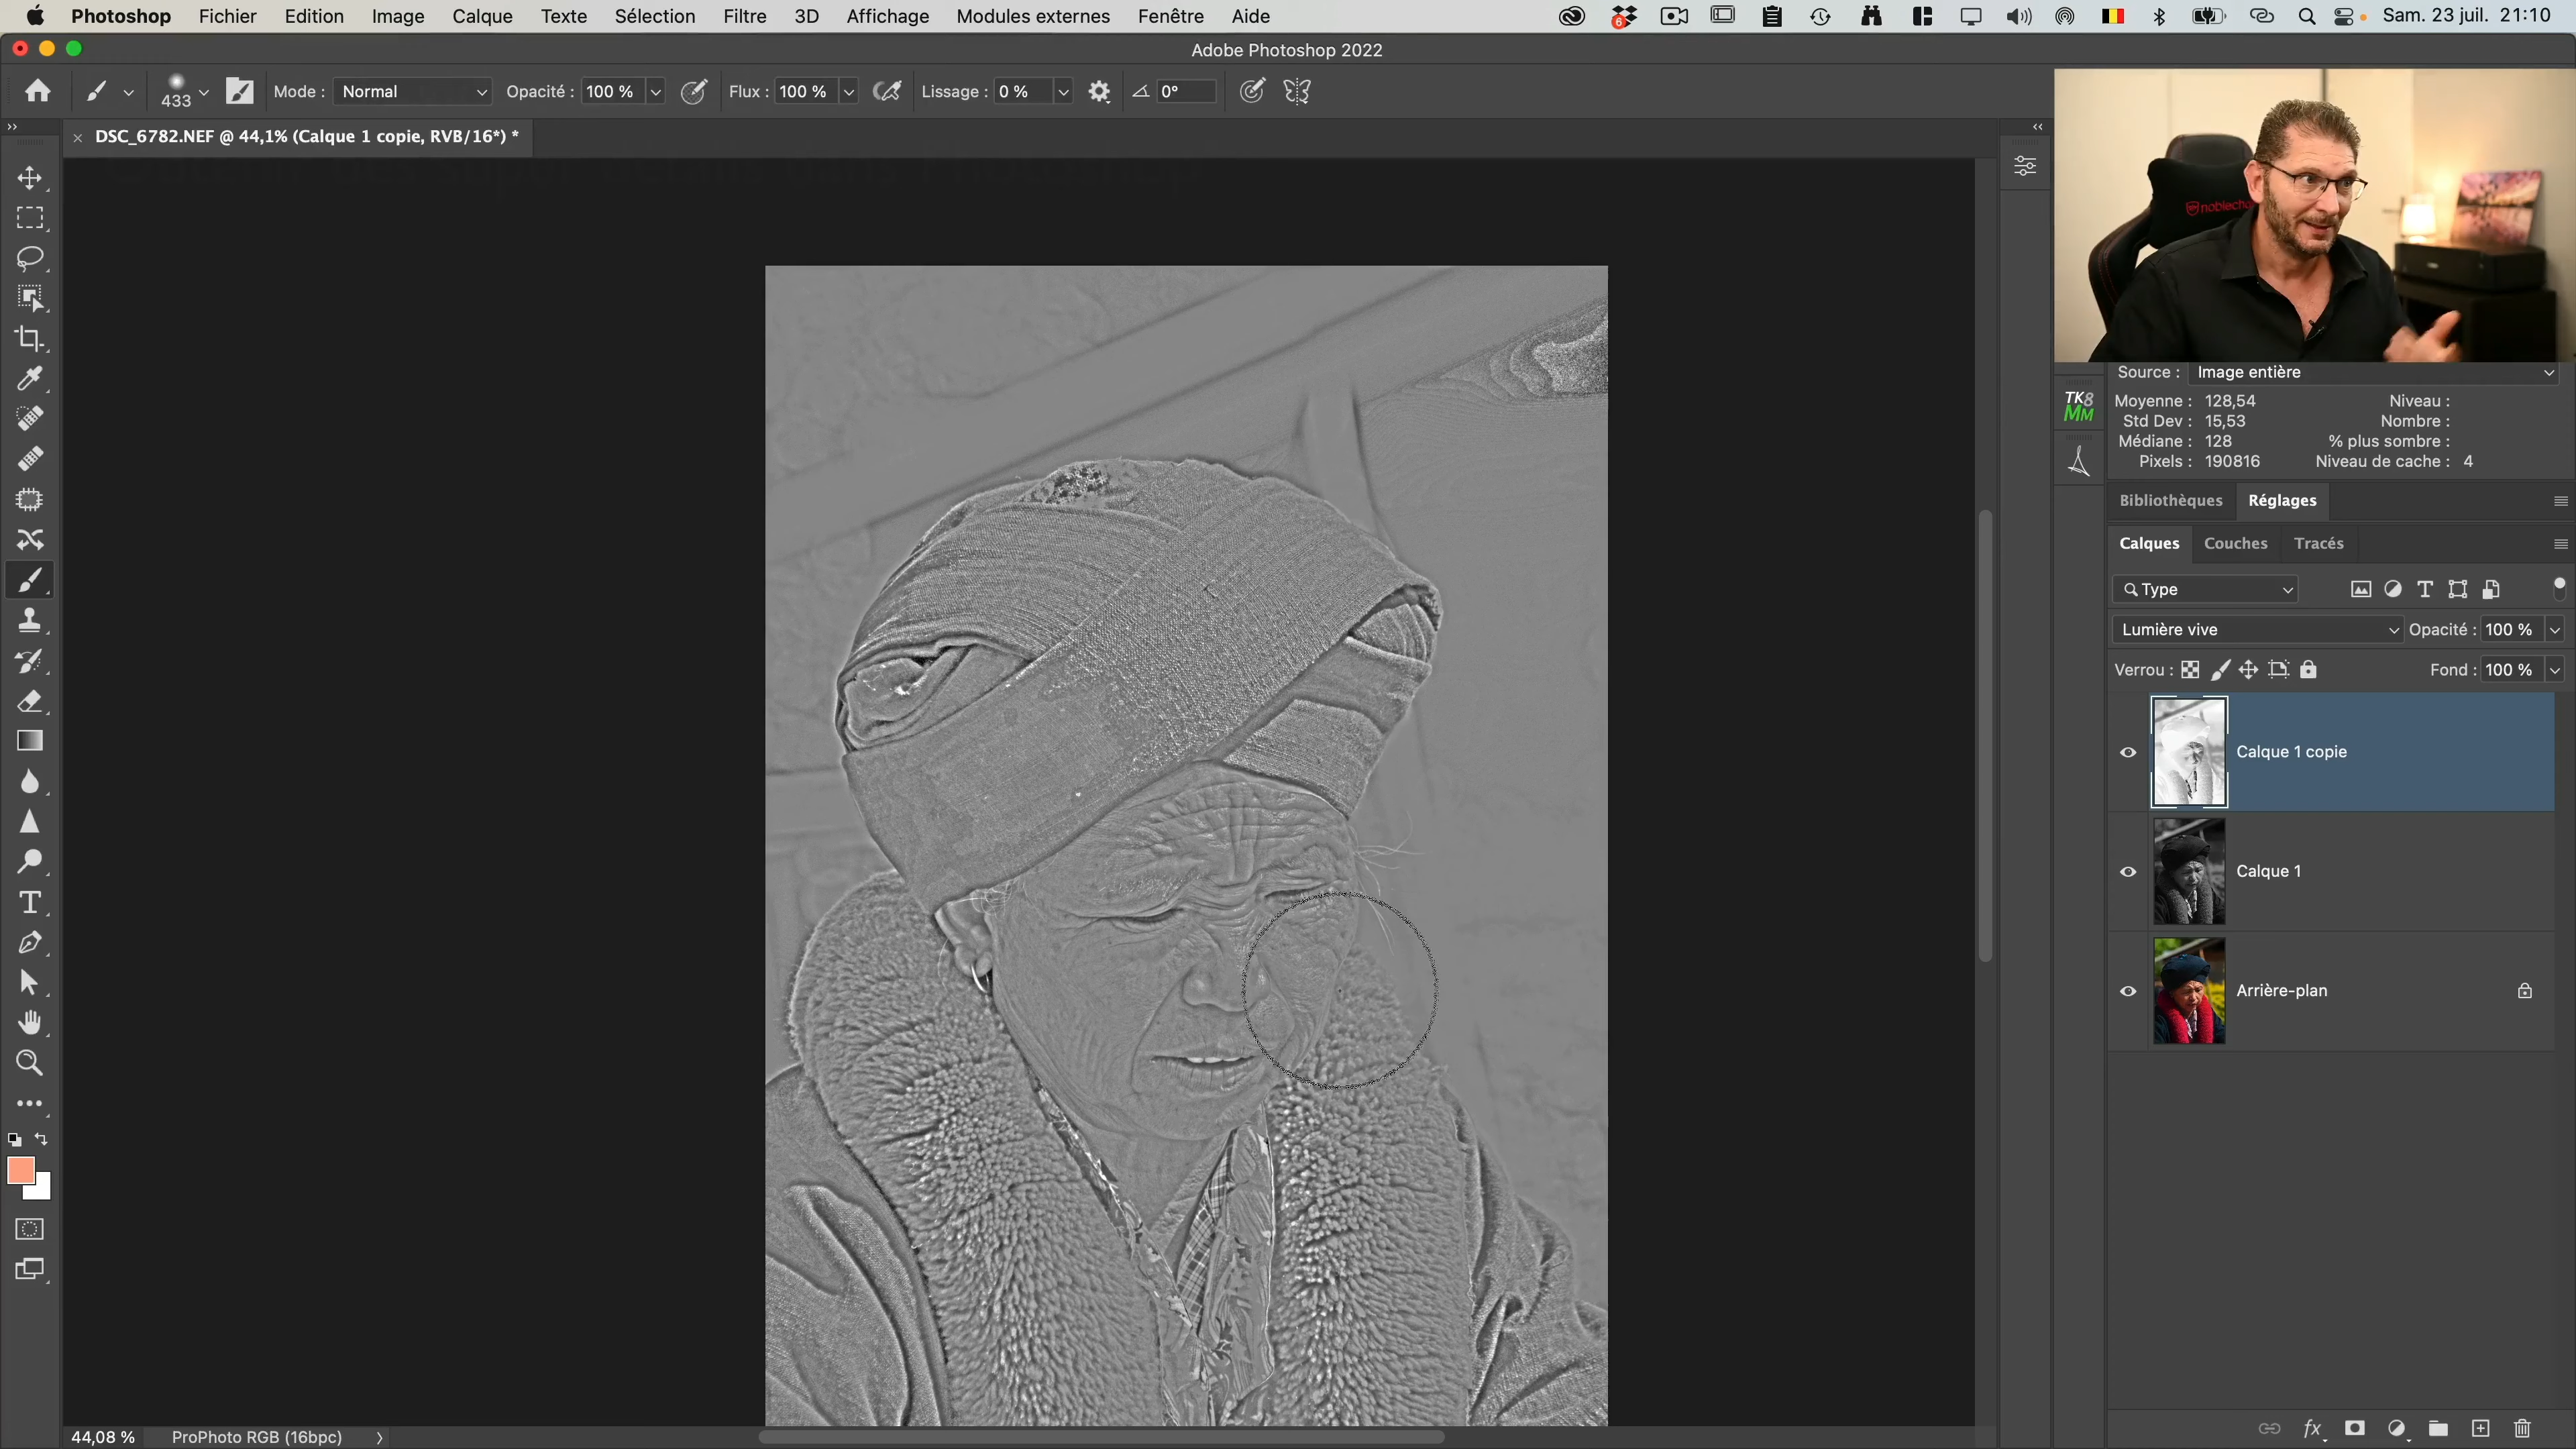 Photoshop Fichier Edition Image Calque Texte Sélection Filtre 3D Affichage Modules externes Fenêtre Aide 6 Sam. 23 juil. 21:10
Adobe Photoshop 2022
433 Mode : Normal Opacité : 100 % Flux : 100 % Lissage : 0 % 0°
DSC_6782.NEF @ 44,1% (Calque 1 copie, RVB/16*) *
Source : Image entière
TK8
MM
Moyenne : 128,54 Niveau :
Std Dev : 15,53 Nombre :
Médiane : 128 % plus sombre :
Pixels : 190816 Niveau de cache : 4
Bibliothèques Réglages
Calques Couches Tracés
Type
Lumière vive Opacité : 100 %
Verrou : Fond : 100 %
Calque 1 copie
Calque 1
Arrière-plan
fx
44,08 % ProPhoto RGB (16bpc)